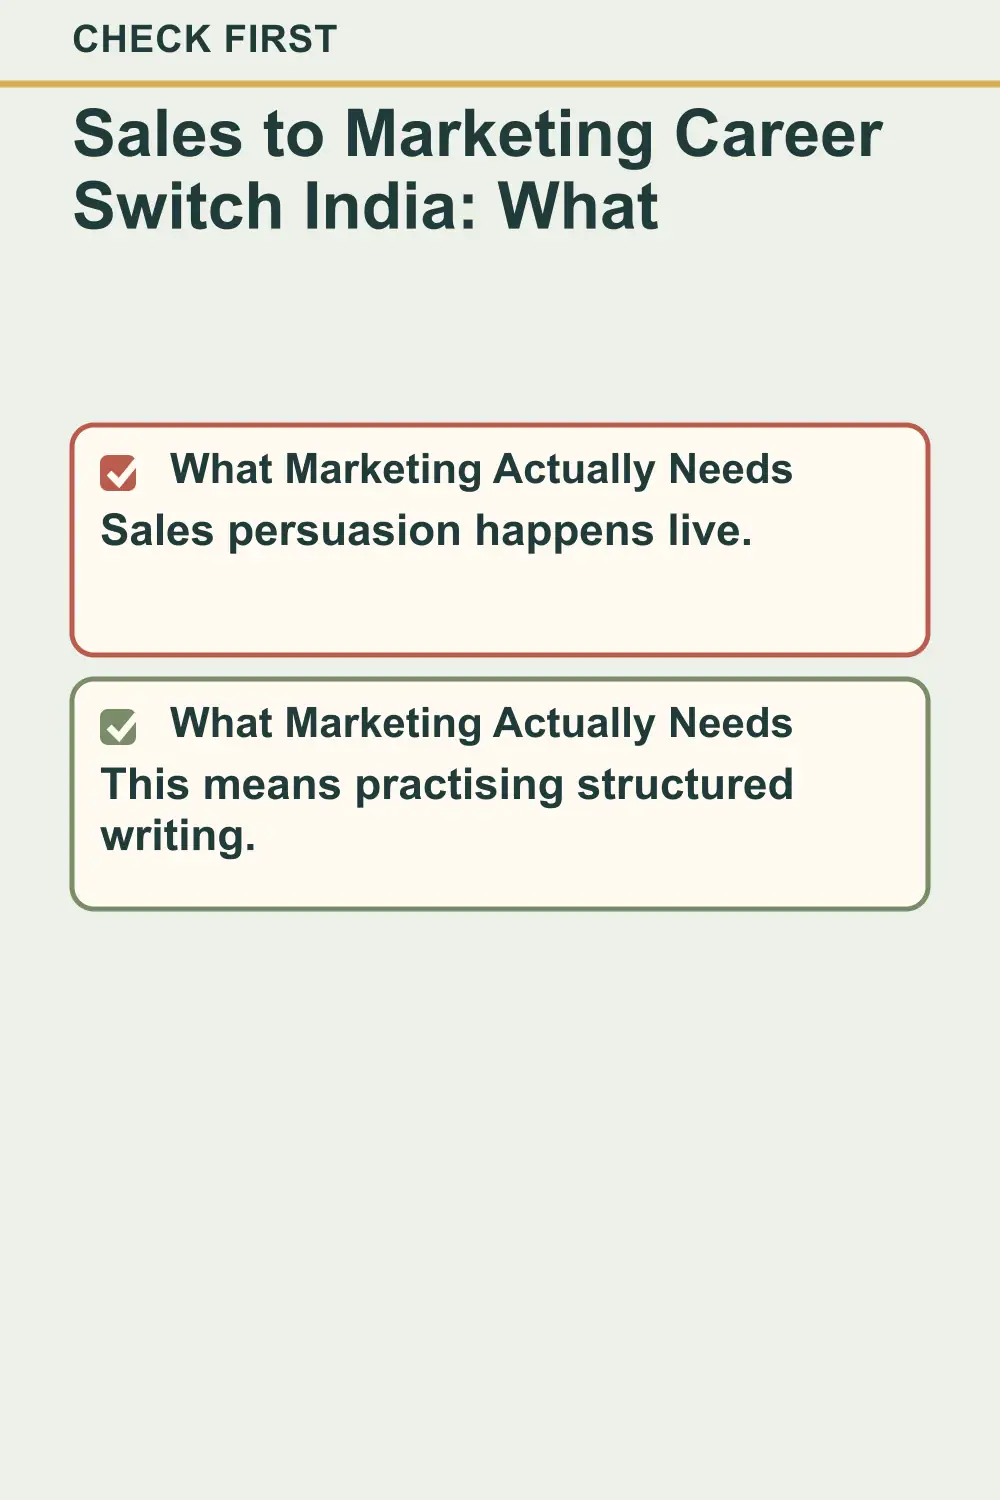 CHECK FIRST
Sales to Marketing Career
Switch India: What
What Marketing Actually Needs
Sales persuasion happens live.
What Marketing Actually Needs
This means practising structured
writing.